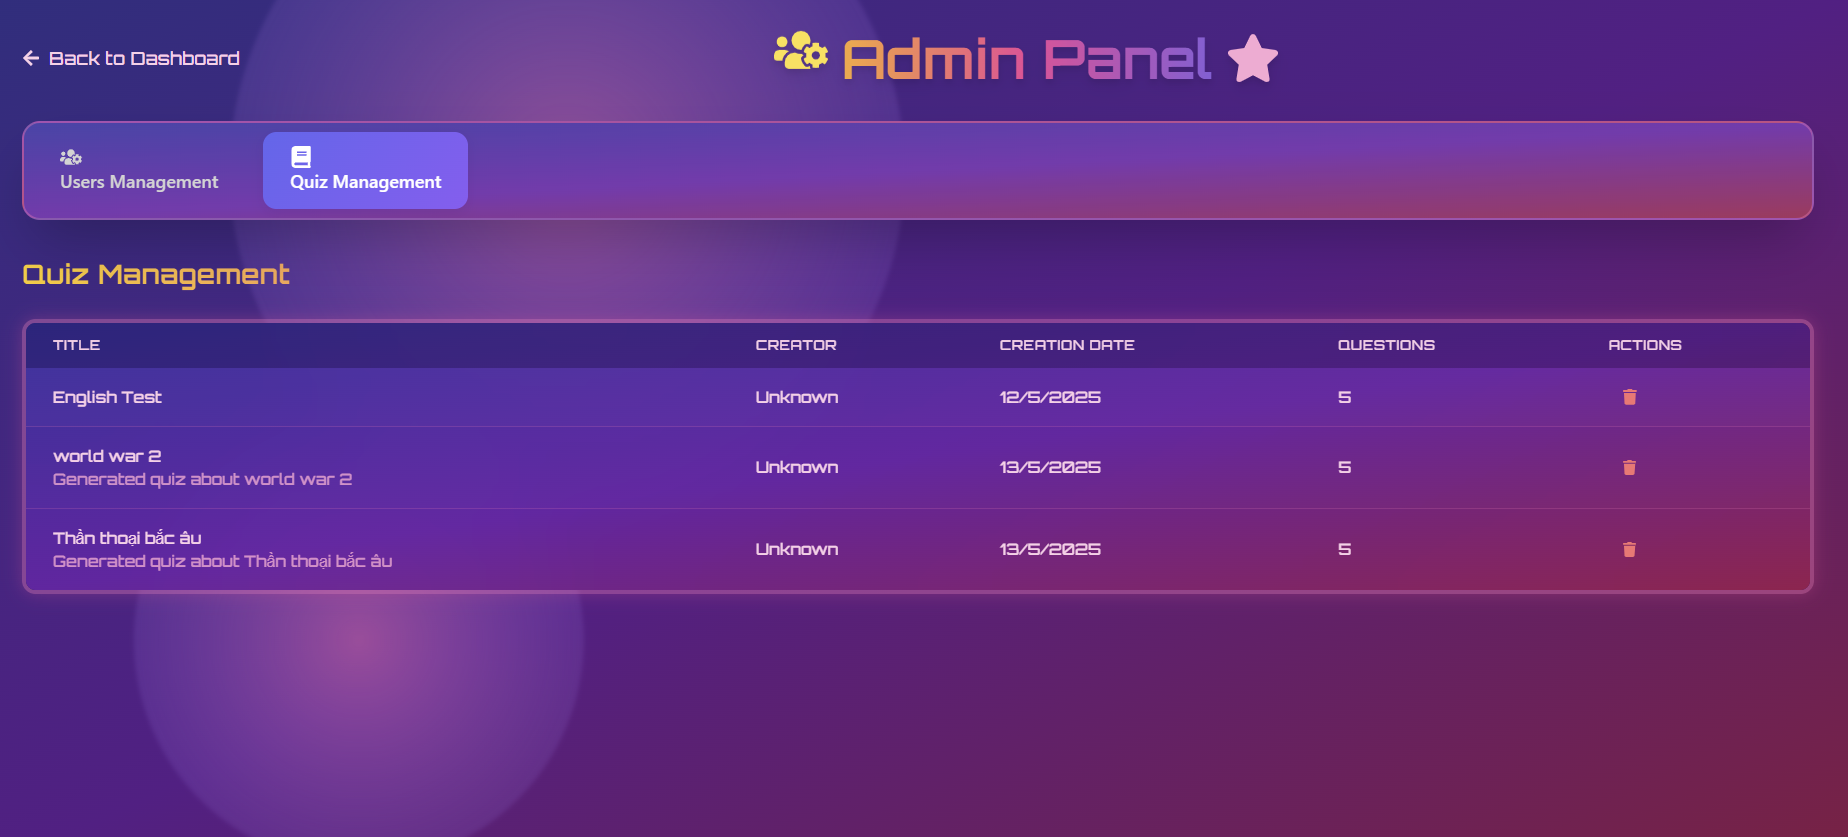 Back to Dashboard
Admin Panel
Users Management
Quiz Management
Quiz Management
TITLE CREATOR CREATION DATE QUESTIONS ACTIONS
English Test Unknown 12/5/2025 5
world war 2
Generated quiz about world war 2
Unknown 13/5/2025 5
Thần thoại bắc âu
Generated quiz about Thần thoại bắc âu
Unknown 13/5/2025 5